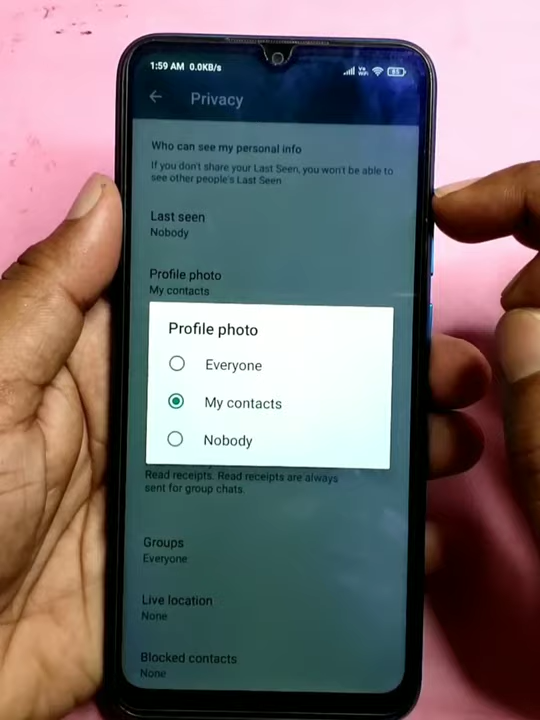 1:59 AM 0.0KB/s
Privacy
Who can see my personal info
If you don't share your Last Seen, you won't be able to
see other people's Last Seen
Last seen
Nobody
Profile photo
My contacts
Profile photo
Everyone
My contacts
Nobody
Read receipts. Read receipts are always
sent for group chats.
Groups
Everyone
Live location
None
Blocked contacts
None